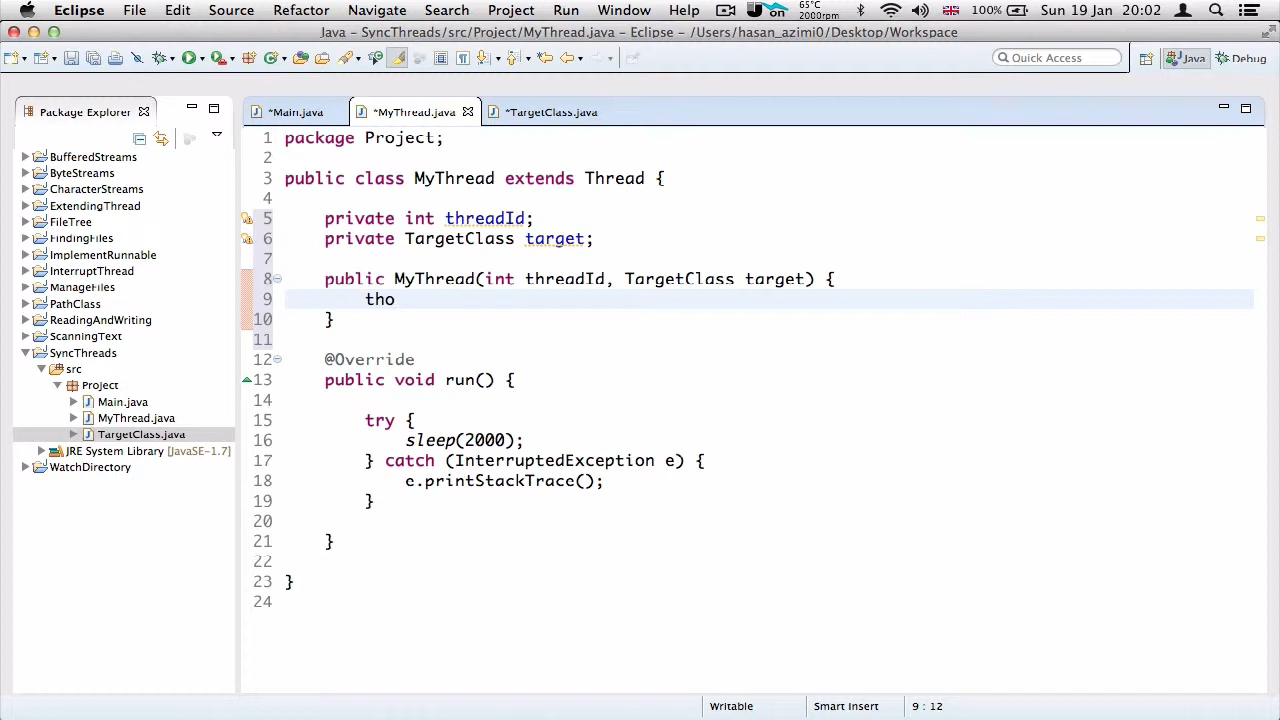 Eclipse File Edit Source Refactor Navigate Search Project Run Window Help on 65°C 2000rpm 100% Sun 19 Jan 20:02
Java – SyncThreads/src/Project/MyThread.java – Eclipse – /Users/hasan_azimi0/Desktop/Workspace
Quick Access Java Debug
Package Explorer
*Main.java *MyThread.java *TargetClass.java
BufferedStreams
ByteStreams
CharacterStreams
ExtendingThread
FileTree
FindingFiles
ImplementRunnable
InterruptThread
ManageFiles
PathClass
ReadingAndWriting
ScanningText
SyncThreads
src
Project
Main.java
MyThread.java
TargetClass.java
JRE System Library [JavaSE-1.7]
WatchDirectory
1 package Project;
2
3 public class MyThread extends Thread {
4
5 private int threadId;
6 private TargetClass target;
7
8 public MyThread(int threadId, TargetClass target) {
9 tho
10 }
11
12 @Override
13 public void run() {
14
15 try {
16 sleep(2000);
17 } catch (InterruptedException e) {
18 e.printStackTrace();
19 }
20
21 }
22
23 }
24
Writable Smart Insert 9 : 12